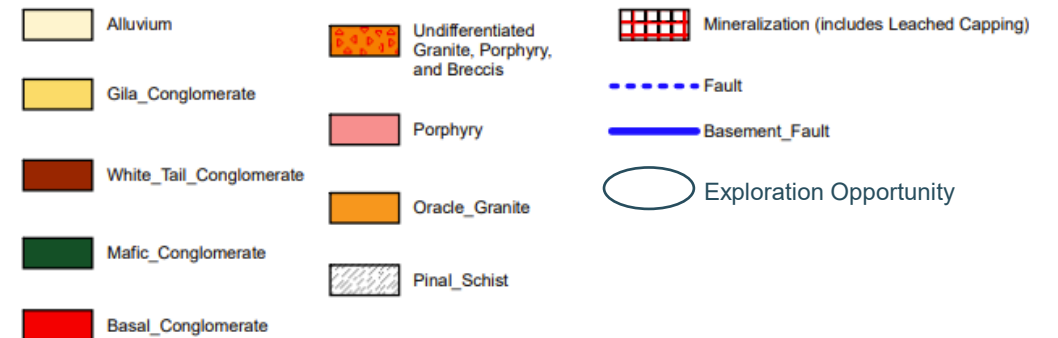 Alluvium
Gila_Conglomerate
White_Tail_Conglomerate
Mafic_Conglomerate
Basal_Conglomerate
Undifferentiated
Granite, Porphyry,
and Breccis
Porphyry
Oracle_Granite
Pinal_Schist
Mineralization (includes Leached Capping)
Fault
Basement_Fault
Exploration Opportunity